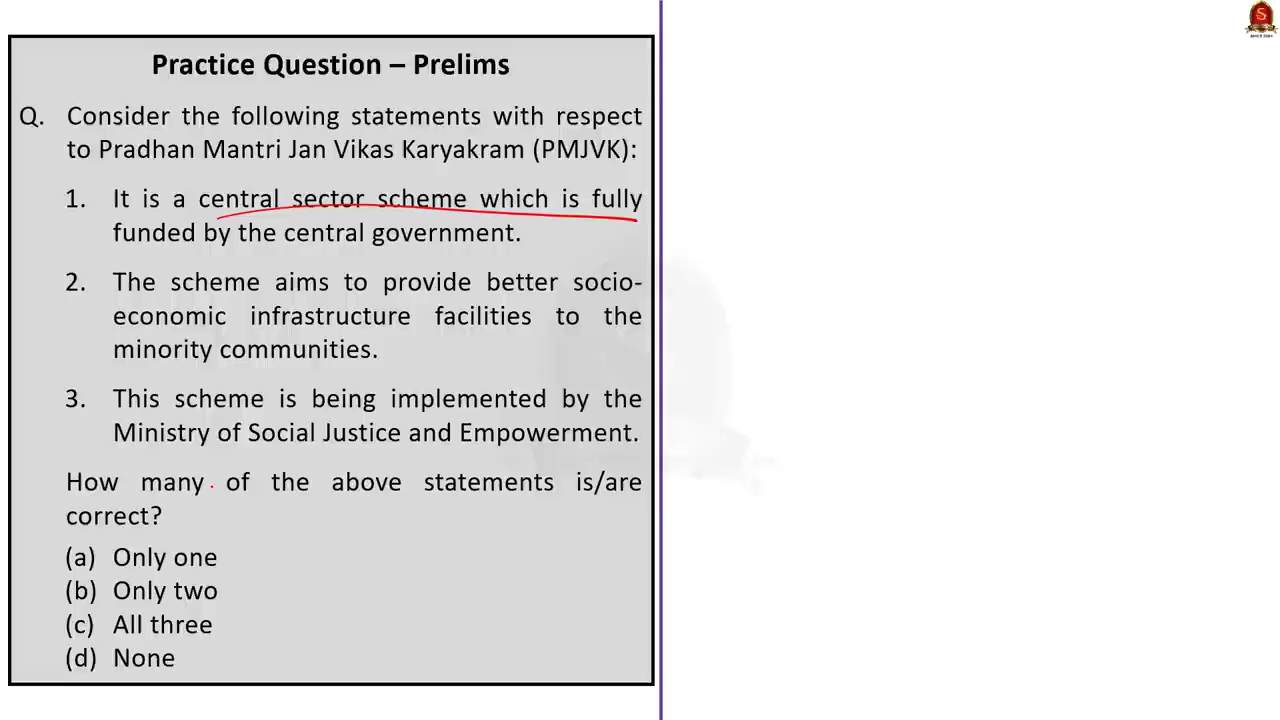 Practice Question – Prelims
Q. Consider the following statements with respect
to Pradhan Mantri Jan Vikas Karyakram (PMJVK):
1. It is a central sector scheme which is fully
funded by the central government.
2. The scheme aims to provide better socio-
economic infrastructure facilities to the
minority communities.
3. This scheme is being implemented by the
Ministry of Social Justice and Empowerment.
How many of the above statements is/are
correct?
(a) Only one
(b) Only two
(c) All three
(d) None